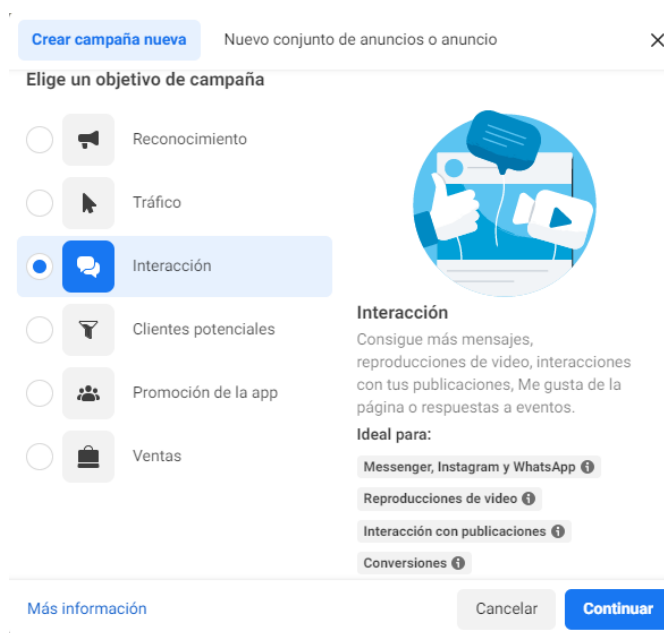 Crear campaña nueva
Nuevo conjunto de anuncios o anuncio
Elige un objetivo de campaña
Reconocimiento
Tráfico
Interacción
Clientes potenciales
Promoción de la app
Ventas
Interacción
Consigue más mensajes,
reproducciones de video, interacciones
con tus publicaciones, Me gusta de la
página o respuestas a eventos.
Ideal para:
Messenger, Instagram y WhatsApp
Reproducciones de video
Interacción con publicaciones
Conversiones
Más información
Cancelar
Continuar